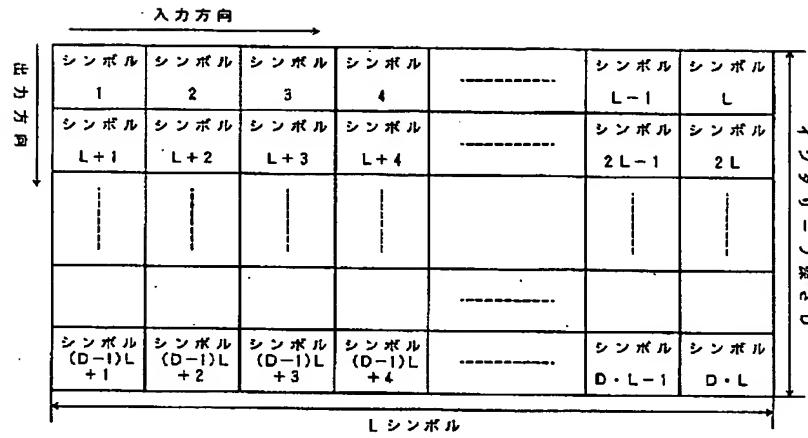 入力方向
出力方向
シンボル 1
シンボル 2
シンボル 3
シンボル 4
シンボル L-1
シンボル L
シンボル L+1
シンボル L+2
シンボル L+3
シンボル L+4
シンボル 2L-1
シンボル 2L
シンボル (D-1)L +1
シンボル (D-1)L +2
シンボル (D-1)L +3
シンボル (D-1)L +4
シンボル D・L-1
シンボル D・L
インタリーブ深さD
Lシンボル